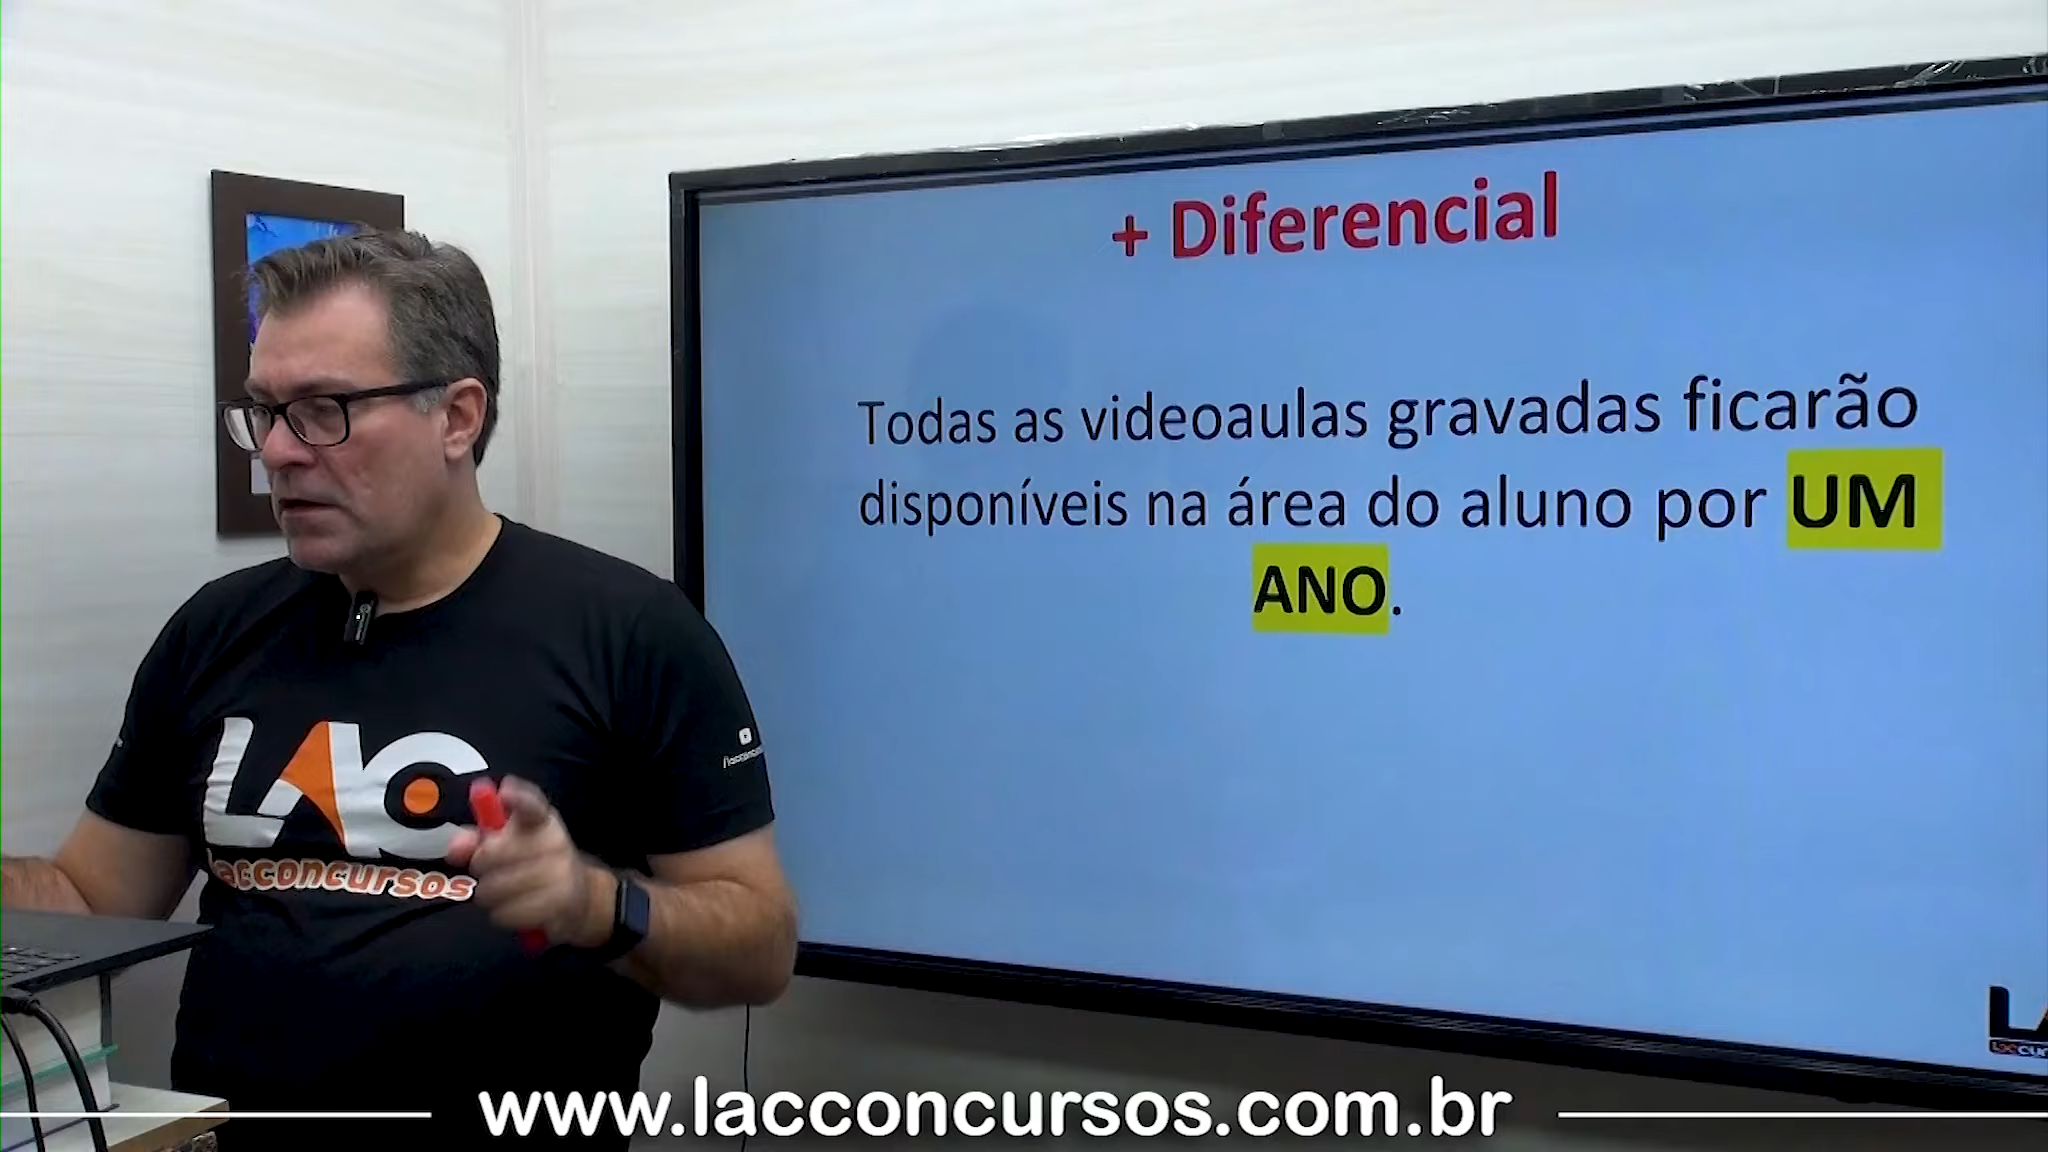 + Diferencial
Todas as videoaulas gravadas ficarão
disponíveis na área do aluno por UM
ANO.
LAC
lacconcursos
www.lacconcursos.com.br